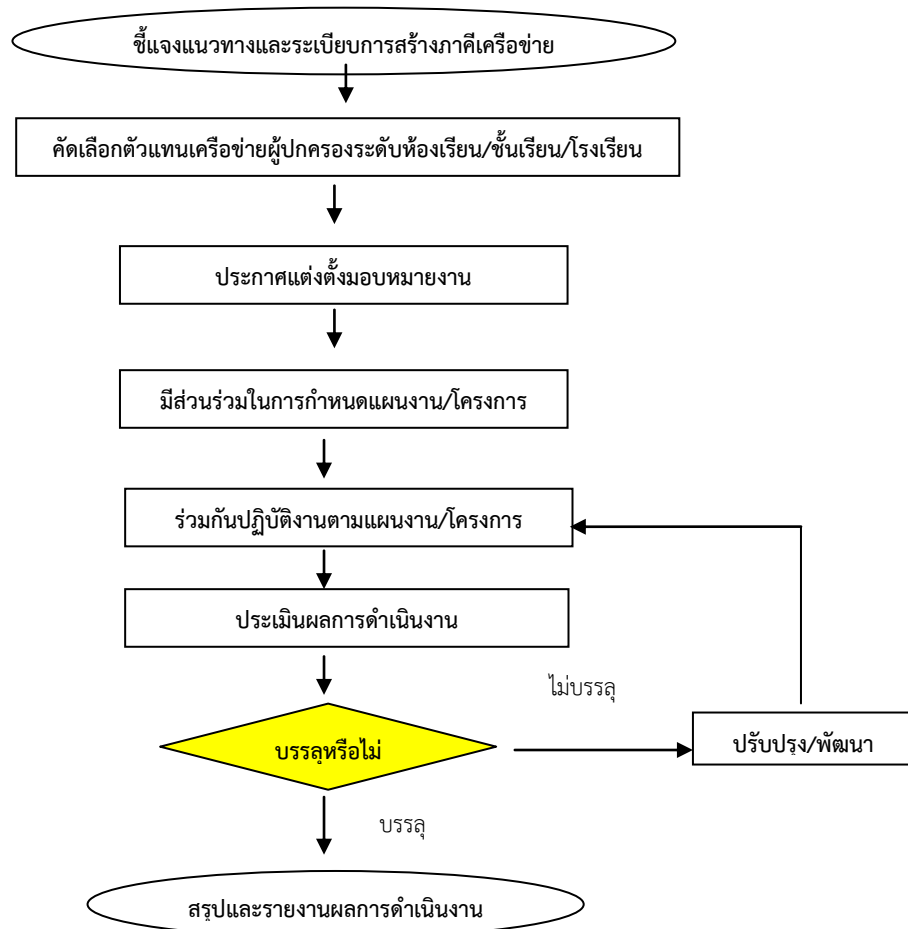 ชี้แจงแนวทางและระเบียบการสร้างภาคีเครือข่าย
คัดเลือกตัวแทนเครือข่ายผู้ปกครองระดับห้องเรียน/ชั้นเรียน/โรงเรียน
ประกาศแต่งตั้งมอบหมายงาน
มีส่วนร่วมในการกำหนดแผนงาน/โครงการ
ร่วมกันปฏิบัติงานตามแผนงาน/โครงการ
ประเมินผลการดำเนินงาน
ไม่บรรลุ
บรรลุหรือไม่
ปรับปรุง/พัฒนา
บรรลุ
สรุปและรายงานผลการดำเนินงาน